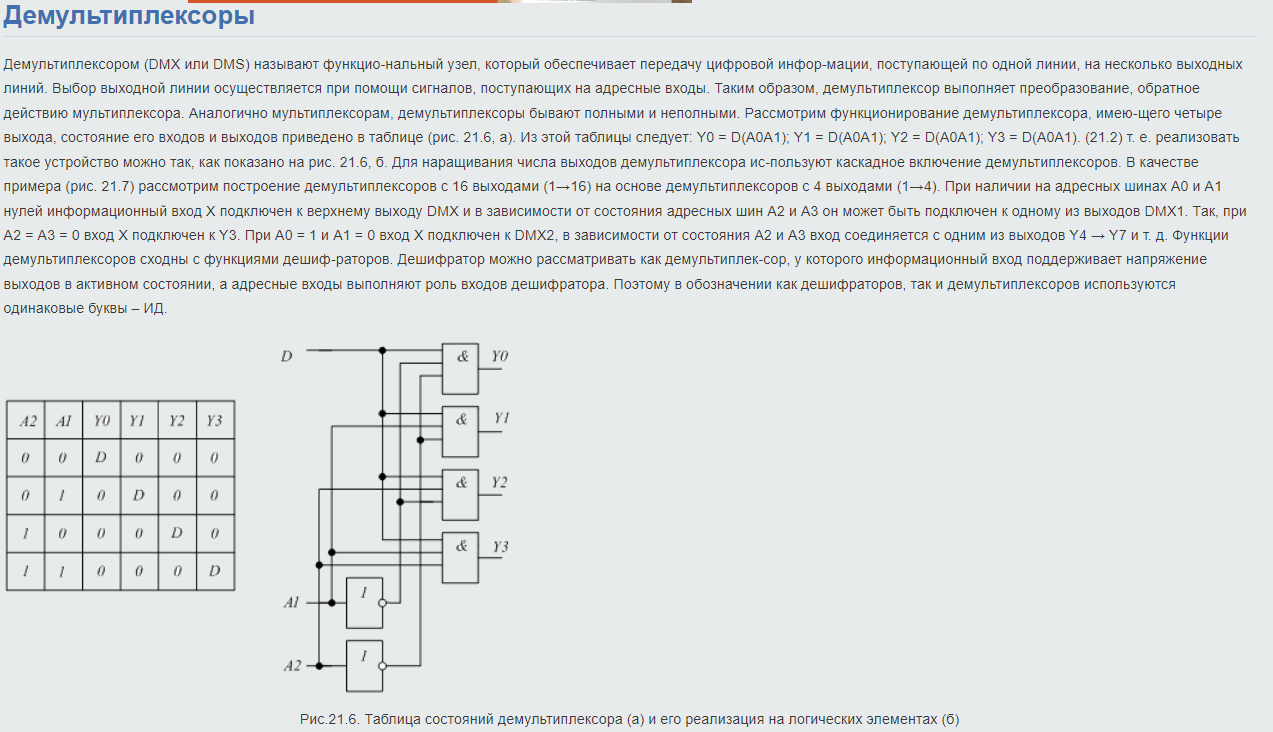 Демультиплексоры
Демультиплексором (DMX или DMS) называют функцио-нальный узел, который обеспечивает передачу цифровой инфор-мации, поступающей по одной линии, на несколько выходных
линий. Выбор выходной линии осуществляется при помощи сигналов, поступающих на адресные входы. Таким образом, демультиплексор выполняет преобразование, обратное
действию мультиплексора. Аналогично мультиплексорам, демультиплексоры бывают полными и неполными. Рассмотрим функционирование демультиплексора, имею-щего четыре
выхода, состояние его входов и выходов приведено в таблице (рис. 21.6, а). Из этой таблицы следует: Y0 = D(A0A1); Y1 = D(A0A1); Y2 = D(A0A1); Y3 = D(A0A1). (21.2) т. е. реализовать
такое устройство можно так, как показано на рис. 21.6, б. Для наращивания числа выходов демультиплексора ис-пользуют каскадное включение демультиплексоров. В качестве
примера (рис. 21.7) рассмотрим построение демультиплексоров с 16 выходами (1→16) на основе демультиплексоров с 4 выходами (1→4). При наличии на адресных шинах А0 и А1
нулей информационный вход X подключен к верхнему выходу DMX и в зависимости от состояния адресных шин А2 и А3 он может быть подключен к одному из выходов DMX1. Так, при
А2 = А3 = 0 вход X подключен к Y3. При А0 = 1 и А1 = 0 вход X подключен к DMX2, в зависимости от состояния А2 и А3 вход соединяется с одним из выходов Y4 → Y7 и т. д. Функции
демультиплексоров сходны с функциями дешиф-раторов. Дешифратор можно рассматривать как демультиплек-сор, у которого информационный вход поддерживает напряжение
выходов в активном состоянии, а адресные входы выполняют роль входов дешифратора. Поэтому в обозначении как дешифраторов, так и демультиплексоров используются
одинаковые буквы – ИД.
A2 A1 Y0 Y1 Y2 Y3
0 0 D 0 0 0
0 1 0 D 0 0
1 0 0 0 D 0
1 1 0 0 0 D
D & Y0
& Y1
& Y2
& Y3
A1 1
A2 1
Рис.21.6. Таблица состояний демультиплексора (а) и его реализация на логических элементах (б)